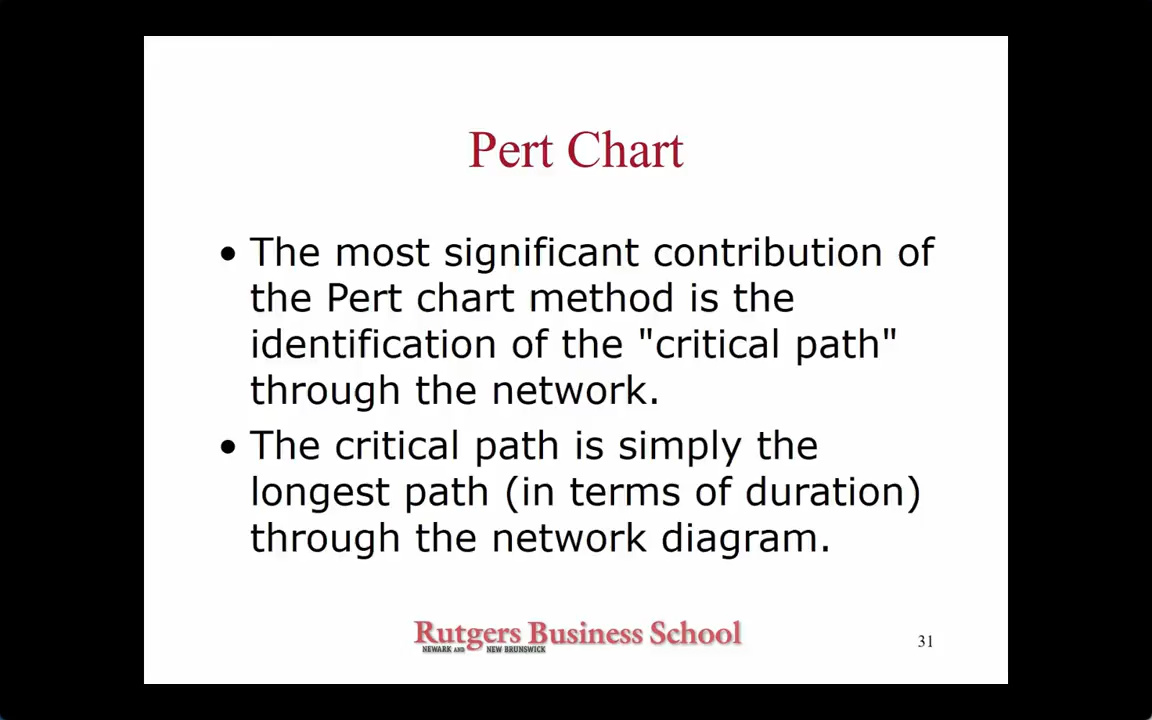 Pert Chart
• The most significant contribution of
the Pert chart method is the
identification of the "critical path"
through the network.
• The critical path is simply the
longest path (in terms of duration)
through the network diagram.
Rutgers Business School
NEWARK AND NEW BRUNSWICK
31